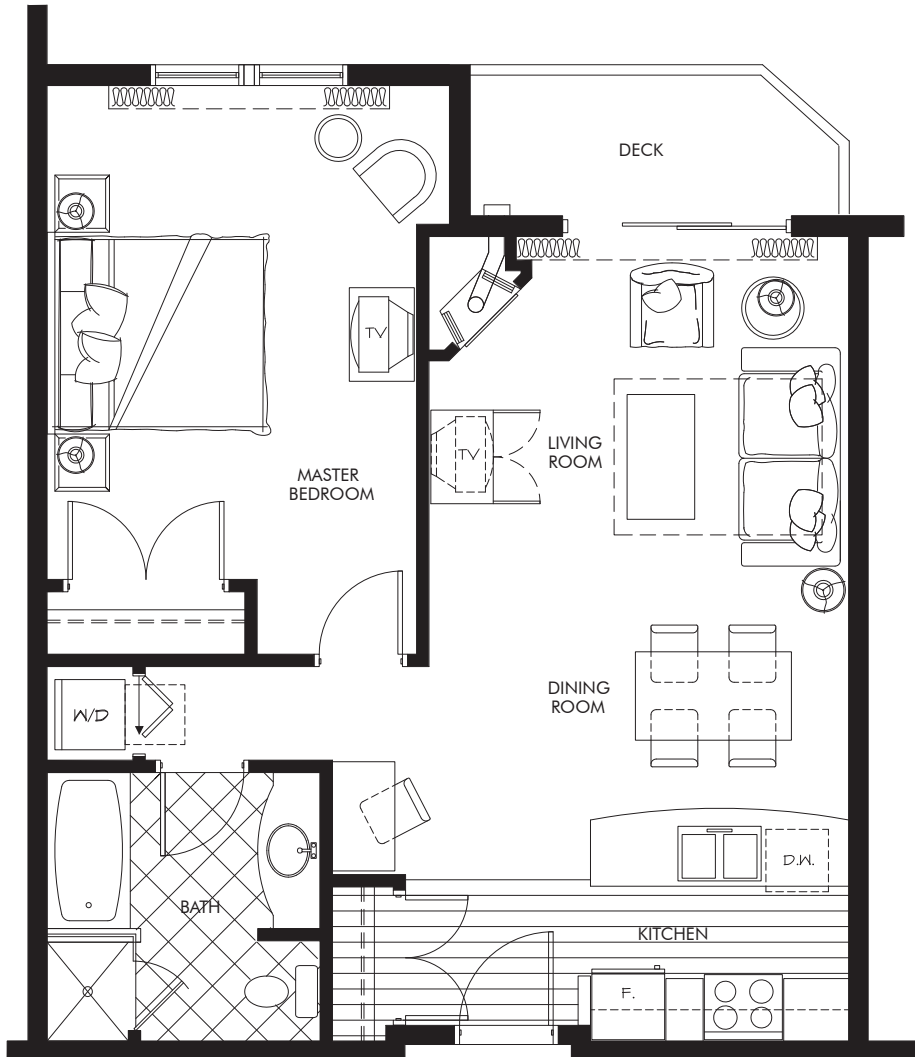 DECK
TV
TV
LIVING
ROOM
MASTER
BEDROOM
DINING
ROOM
W/D
D.W.
BATH
KITCHEN
F.